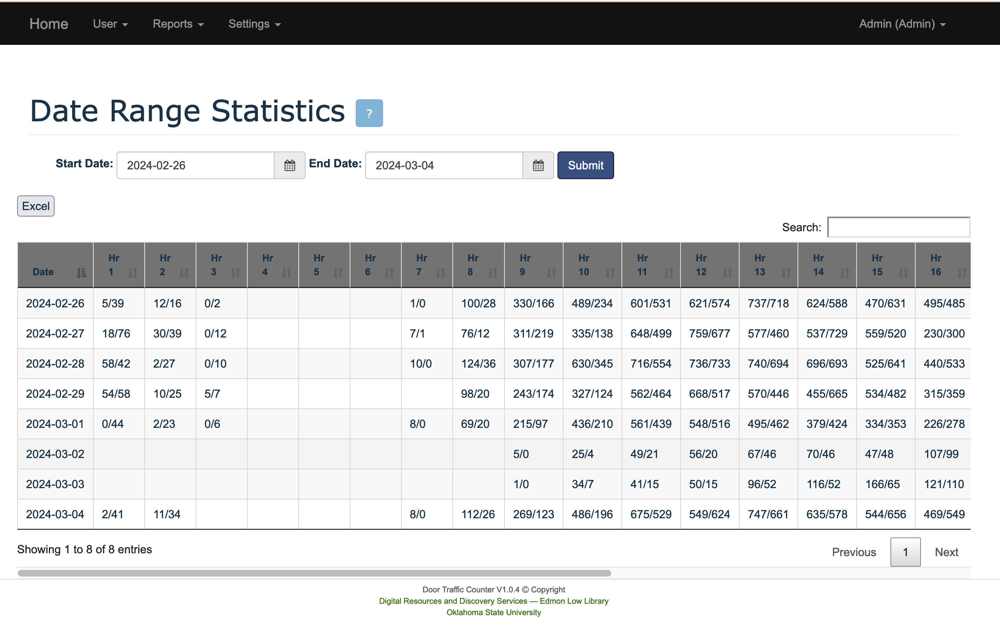 Home User Reports Settings Admin (Admin)
Date Range Statistics ?
Start Date: 2024-02-26 End Date: 2024-03-04 Submit
Excel
Search:
Date Hr 1 Hr 2 Hr 3 Hr 4 Hr 5 Hr 6 Hr 7 Hr 8 Hr 9 Hr 10 Hr 11 Hr 12 Hr 13 Hr 14 Hr 15 Hr 16
2024-02-26 5/39 12/16 0/2 1/0 100/28 330/166 489/234 601/531 621/574 737/718 624/588 470/631 495/485
2024-02-27 18/76 30/39 0/12 7/1 76/12 311/219 335/138 648/499 759/677 577/460 537/729 559/520 230/300
2024-02-28 58/42 2/27 0/10 10/0 124/36 307/177 630/345 716/554 736/733 740/694 696/693 525/641 440/533
2024-02-29 54/58 10/25 5/7 98/20 243/174 327/124 562/464 668/517 570/446 455/665 534/482 315/359
2024-03-01 0/44 2/23 0/6 8/0 69/20 215/97 436/210 561/439 548/516 495/462 379/424 334/353 226/278
2024-03-02 5/0 25/4 49/21 56/20 67/46 70/46 47/48 107/99
2024-03-03 1/0 34/7 41/15 50/15 96/52 116/52 166/65 121/110
2024-03-04 2/41 11/34 8/0 112/26 269/123 486/196 675/529 549/624 747/661 635/578 544/656 469/549
Showing 1 to 8 of 8 entries Previous 1 Next
Door Traffic Counter V1.0.4 © Copyright
Digital Resources and Discovery Services — Edmon Low Library
Oklahoma State University